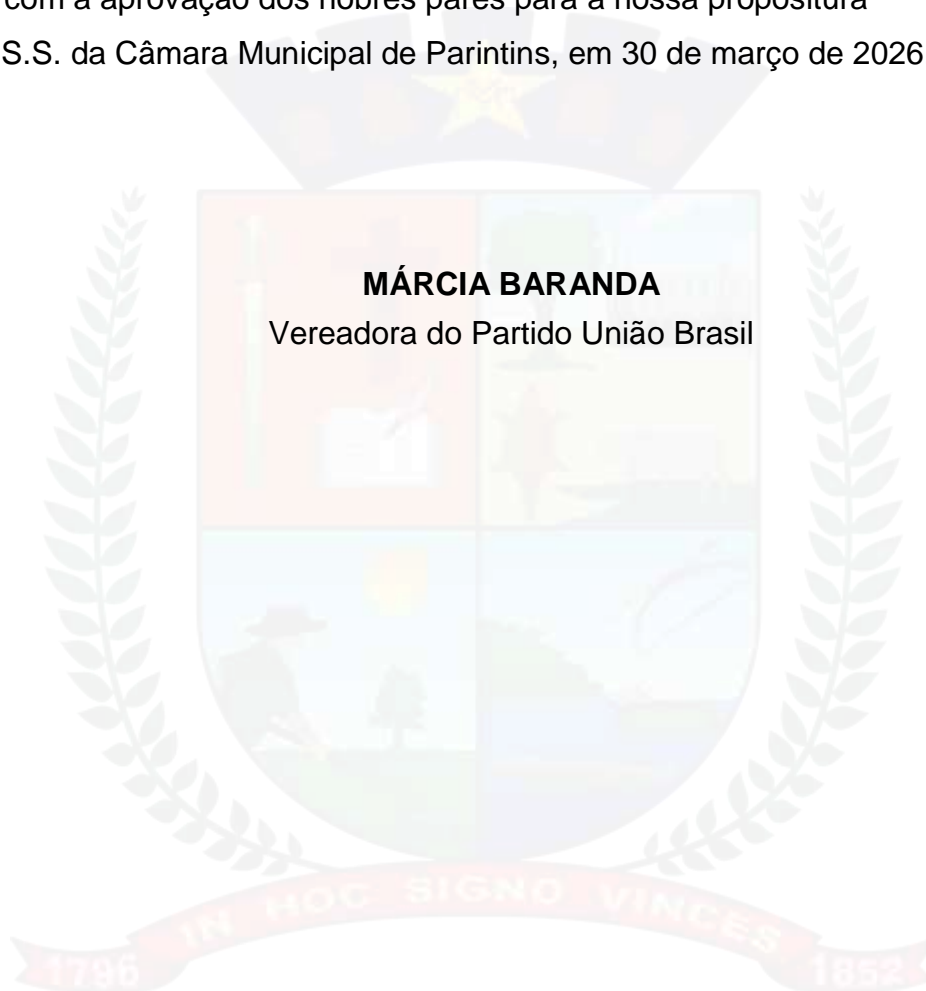 com a aprovação dos nobres pares para a nossa propositura
S.S. da Câmara Municipal de Parintins, em 30 de março de 2026
MÁRCIA BARANDA
Vereadora do Partido União Brasil
IN HOC SIGNO VINCES
1796 1852